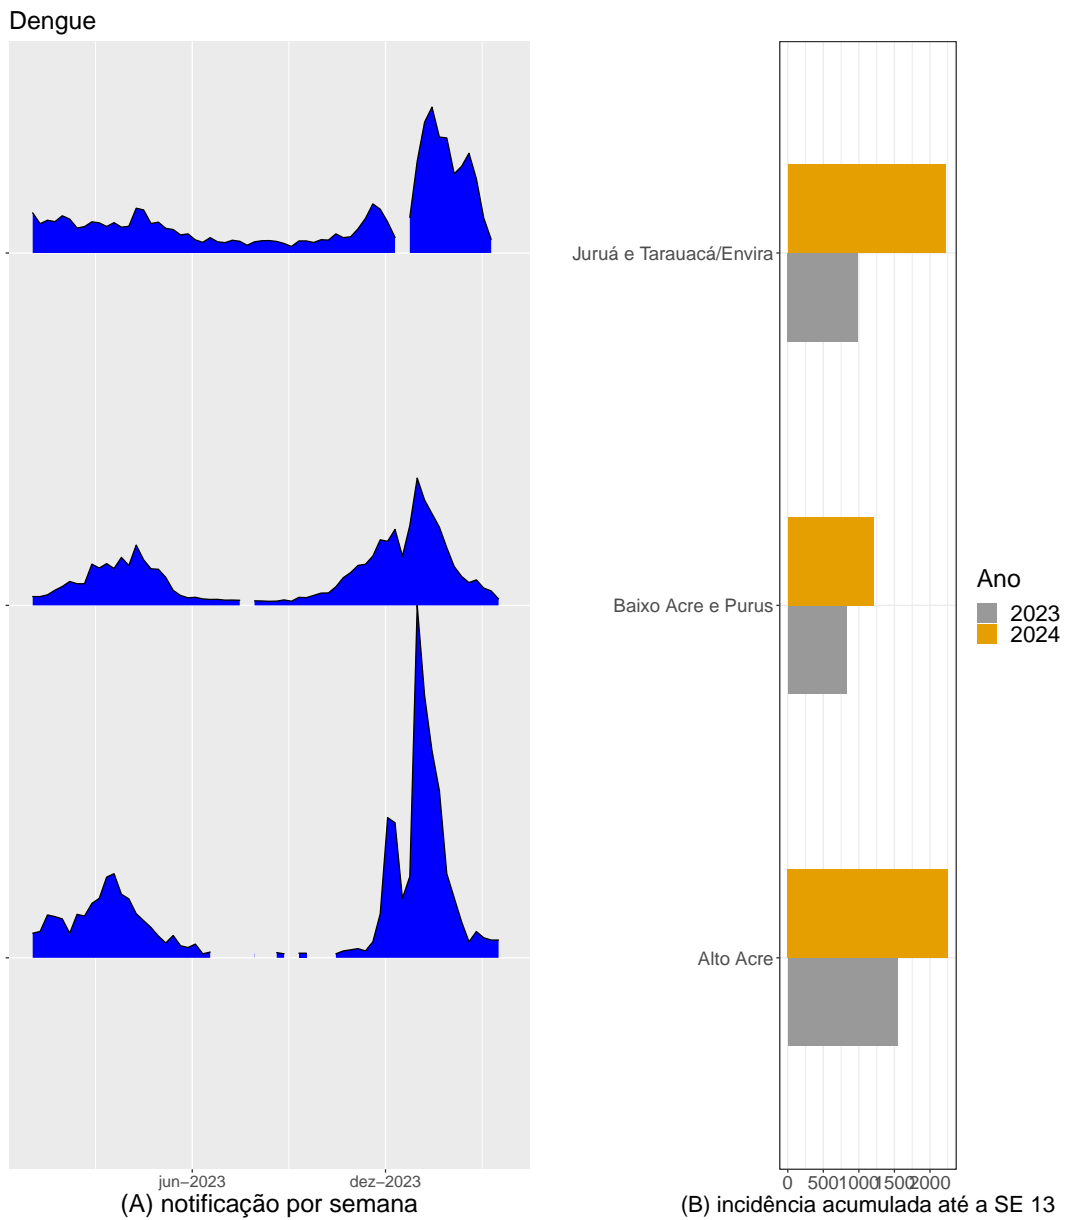 Dengue
Juruá e Tarauacá/Envira
Baixo Acre e Purus
Alto Acre
Ano
2023
2024
jun–2023
dez–2023
(A) notificação por semana
0
500
1000
1500
2000
(B) incidência acumulada até a SE 13